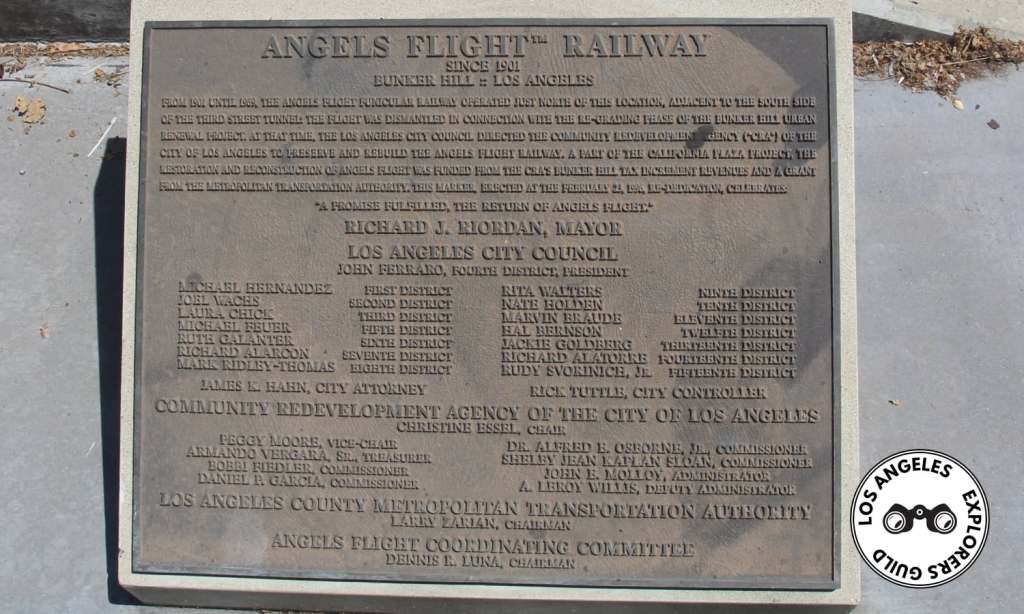 ANGELS FLIGHT™ RAILWAY
SINCE 1901
BUNKER HILL :: LOS ANGELES
FROM 1901 UNTIL 1969, THE ANGELS FLIGHT FUNICULAR RAILWAY OPERATED JUST NORTH OF THIS LOCATION, ADJACENT TO THE SOUTH SIDE
OF THE THIRD STREET TUNNEL. THE FLIGHT WAS DISMANTLED IN CONNECTION WITH THE RE-GRADING PHASE OF THE BUNKER HILL URBAN
RENEWAL PROJECT. AT THAT TIME, THE LOS ANGELES CITY COUNCIL DIRECTED THE COMMUNITY REDEVELOPMENT AGENCY ("CRA") OF THE
CITY OF LOS ANGELES TO PRESERVE AND REBUILD THE ANGELS FLIGHT RAILWAY. A PART OF THE CALIFORNIA PLAZA PROJECT, THE
RESTORATION AND RECONSTRUCTION OF ANGELS FLIGHT WAS FUNDED FROM THE CRA'S BUNKER HILL TAX INCREMENT REVENUES AND A GRANT
FROM THE METROPOLITAN TRANSPORTATION AUTHORITY. THIS MARKER, ERECTED AT THE FEBRUARY 23, 1996, RE-DEDICATION, CELEBRATES:
"A PROMISE FULFILLED, THE RETURN OF ANGELS FLIGHT."
RICHARD J. RIORDAN, MAYOR
LOS ANGELES CITY COUNCIL
JOHN FERRARO, FOURTH DISTRICT, PRESIDENT
MICHAEL HERNANDEZ FIRST DISTRICT RITA WALTERS NINTH DISTRICT
JOEL WACHS SECOND DISTRICT NATE HOLDEN TENTH DISTRICT
LAURA CHICK THIRD DISTRICT MARVIN BRAUDE ELEVENTH DISTRICT
MICHAEL FEUER FIFTH DISTRICT HAL BERNSON TWELFTH DISTRICT
RUTH GALANTER SIXTH DISTRICT JACKIE GOLDBERG THIRTEENTH DISTRICT
RICHARD ALARCON SEVENTH DISTRICT RICHARD ALATORRE FOURTEENTH DISTRICT
MARK RIDLEY-THOMAS EIGHTH DISTRICT RUDY SVORINICH, JR. FIFTEENTH DISTRICT
JAMES K. HAHN, CITY ATTORNEY RICK TUTTLE, CITY CONTROLLER
COMMUNITY REDEVELOPMENT AGENCY OF THE CITY OF LOS ANGELES
CHRISTINE ESSEL, CHAIR
PEGGY MOORE, VICE-CHAIR DR. ALFRED E. OSBORNE, JR., COMMISSIONER
ARMANDO VERGARA, SR., TREASURER SHELBY JEAN KAPLAN SLOAN, COMMISSIONER
BOBBI FIEDLER, COMMISSIONER JOHN E. MOLLOY, ADMINISTRATOR
DANIEL P. GARCIA, COMMISSIONER A. LEROY WILLIS, DEPUTY ADMINISTRATOR
LOS ANGELES COUNTY METROPOLITAN TRANSPORTATION AUTHORITY
LARRY ZARIAN, CHAIRMAN
ANGELS FLIGHT COORDINATING COMMITTEE
DENNIS R. LUNA, CHAIRMAN
LOS ANGELES EXPLORERS GUILD